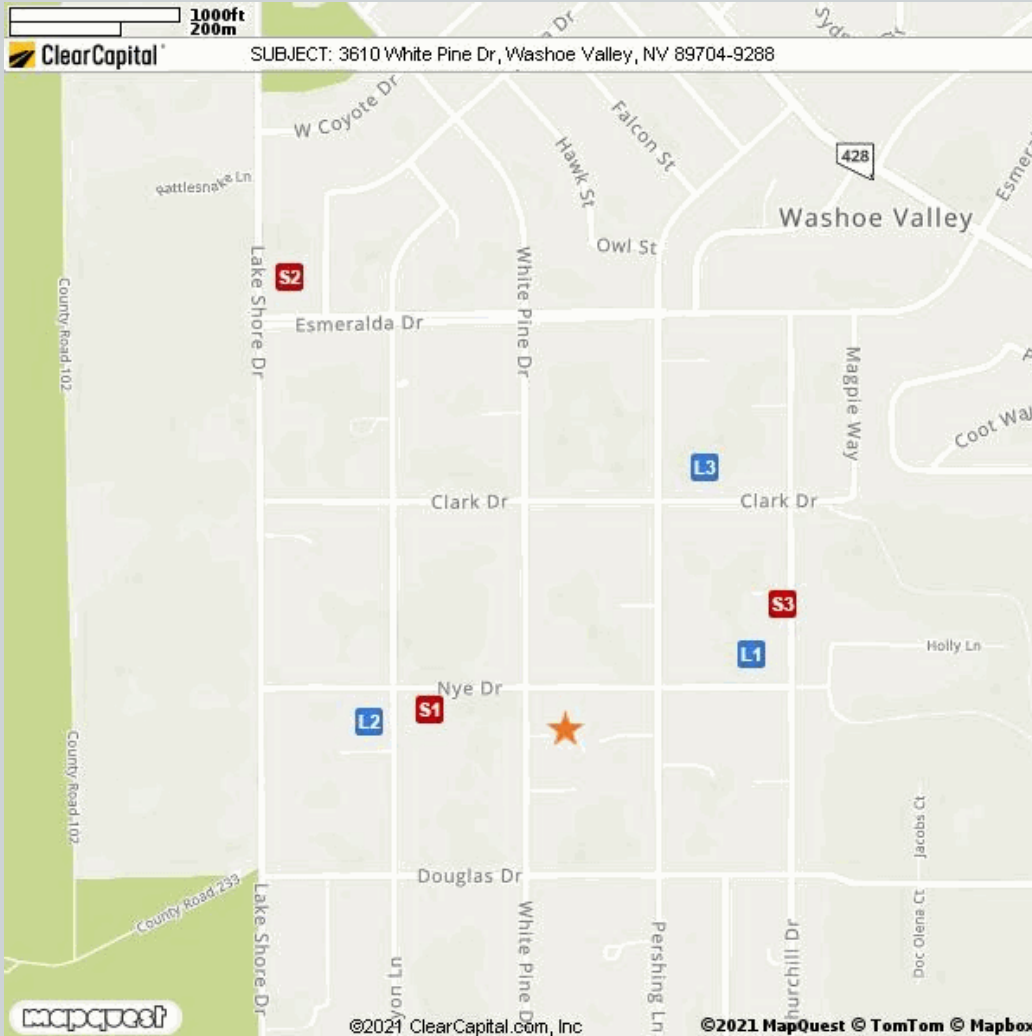 1000ft
200m
ClearCapital
SUBJECT: 3610 White Pine Dr, Washoe Valley, NV 89704-9288
a Dr
W Coyote Dr
Falcon St
Hawk St
428
Rattlesnake Ln
Washoe Valley
Owl St
Lake Shore Dr
S2
White Pine Dr
County Road 102
Esmeralda Dr
Magpie Way
L3
Clark Dr
Clark Dr
S3
L1
Holly Ln
Nye Dr
S1
L2
County Road 102
Jacobs Ct
Douglas Dr
County Road 233
Lake Shore Dr
White Pine D
Pershing Ln
hurchill Dr
Doc Olena Ct
yon Ln
mapquest
©2021 ClearCapital.com, Inc
©2021 MapQuest © TomTom © Mapbox